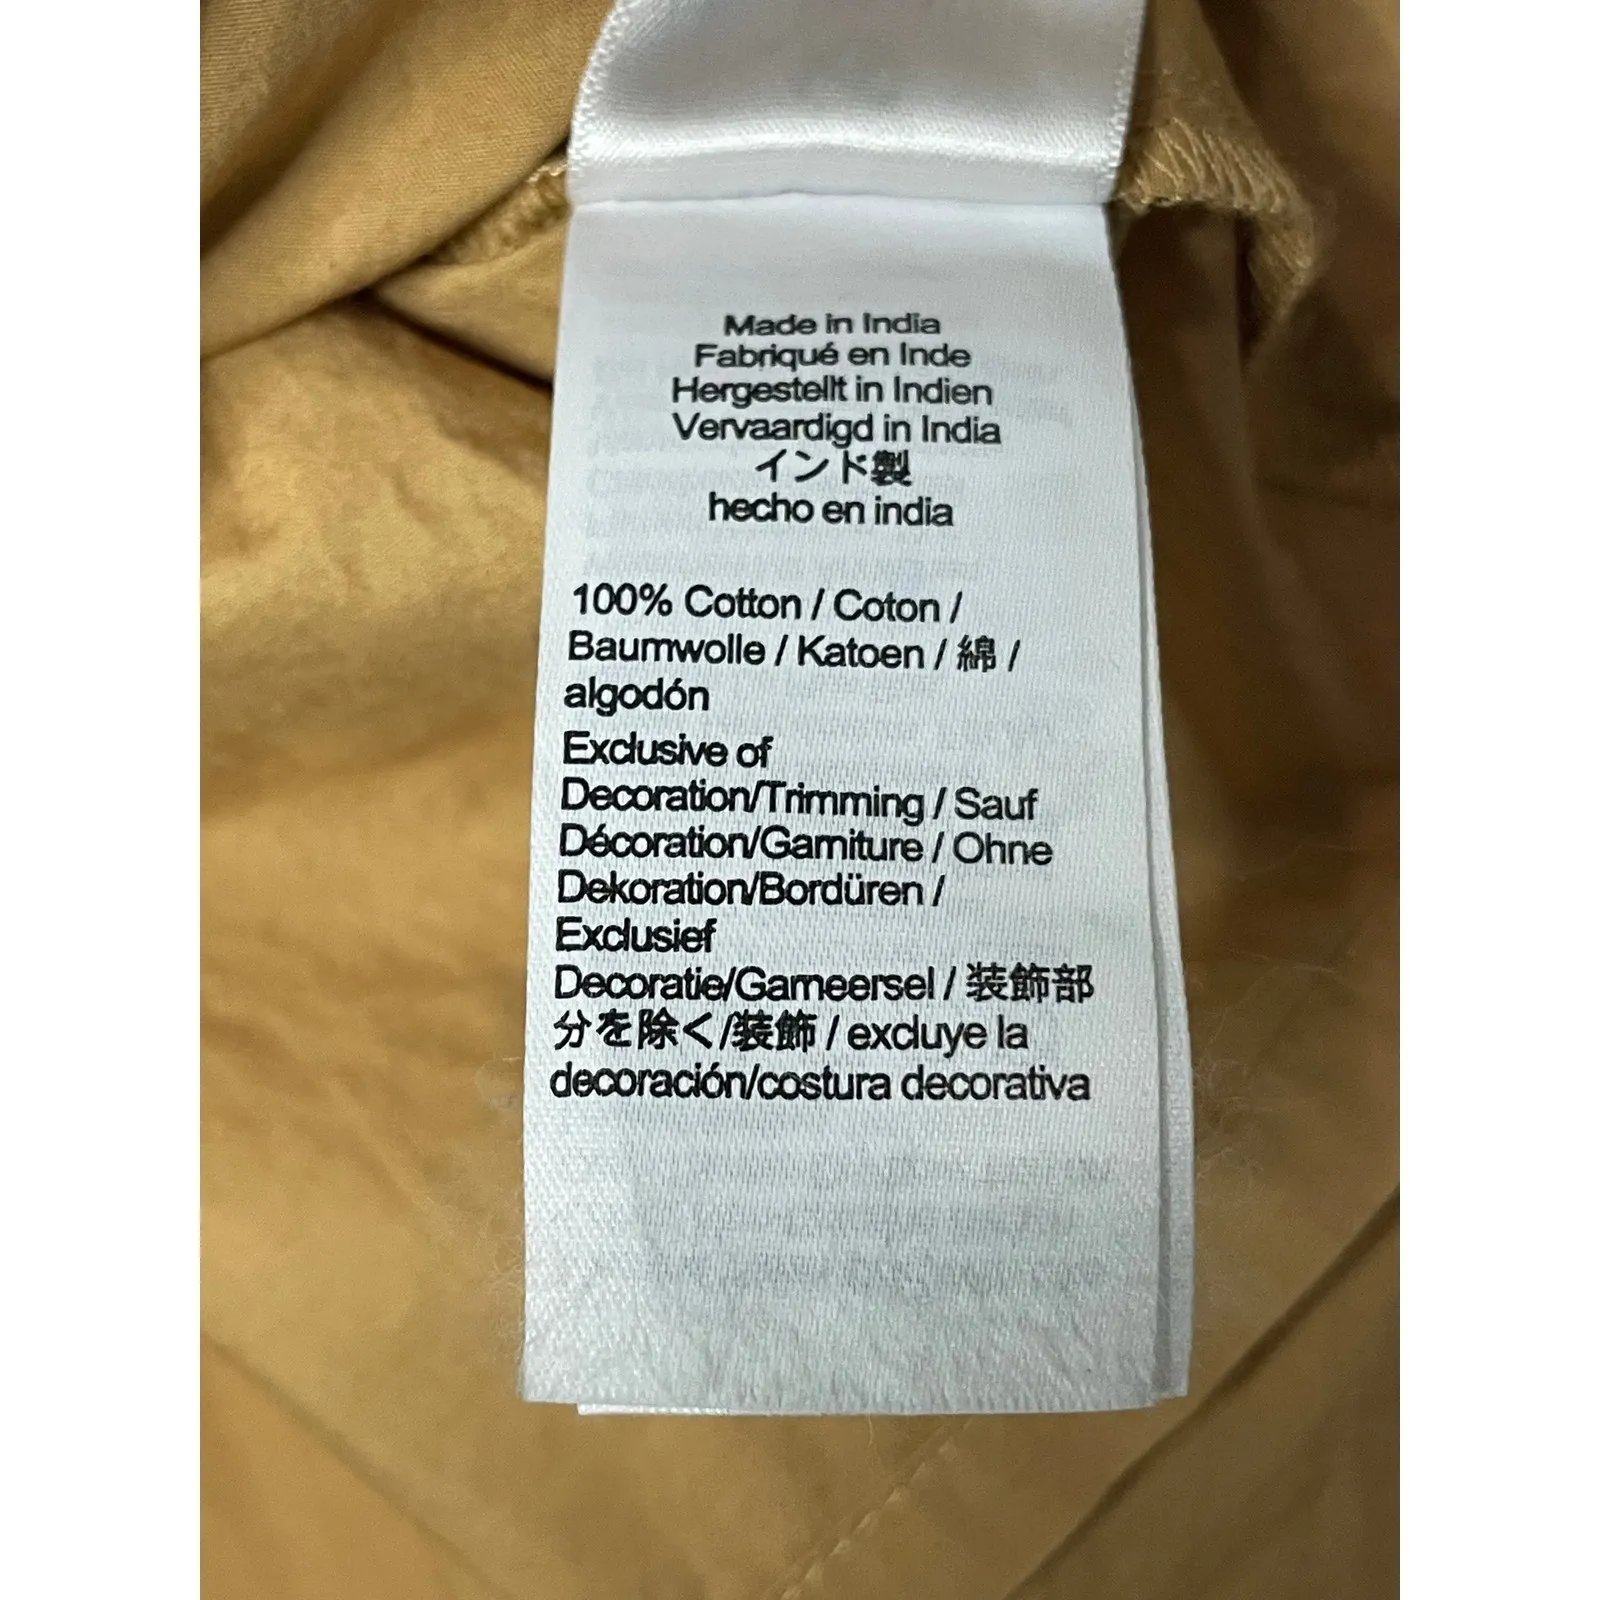 Made in India
Fabriqué en Inde
Hergestellt in Indien
Vervaardigd in India
インド製
hecho en india
100% Cotton / Coton /
Baumwolle / Katoen / 綿 /
algodón
Exclusive of
Decoration/Trimming / Sauf
Décoration/Garniture / Ohne
Dekoration/Bordüren /
Exclusief
Decoratie/Garneersel / 装飾部
分を除く/装飾 / excluye la
decoración/costura decorativa